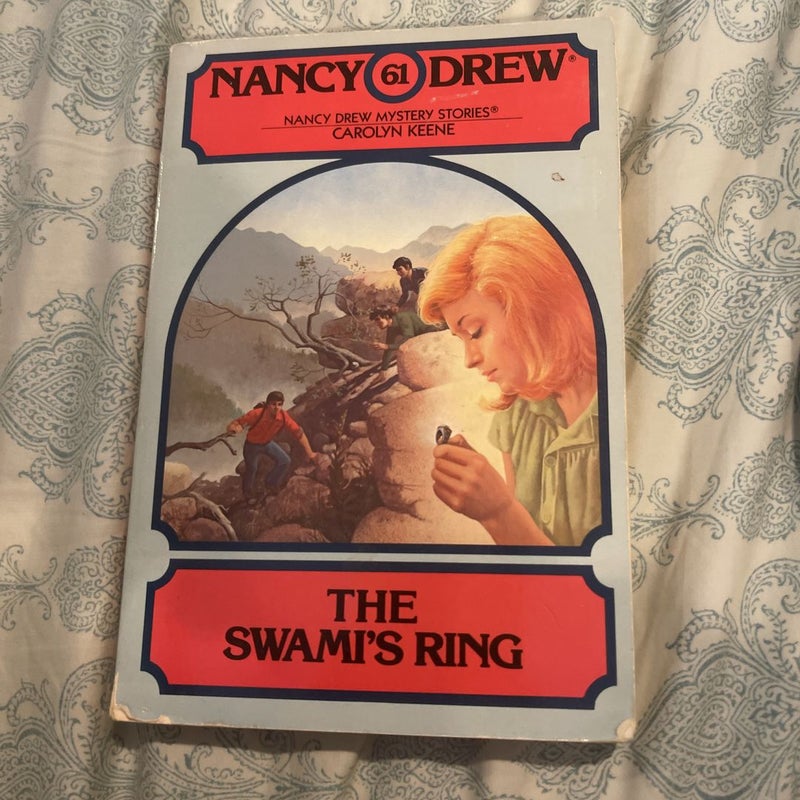 NANCY 61 DREW®
NANCY DREW MYSTERY STORIES®
CAROLYN KEENE
THE
SWAMI'S RING